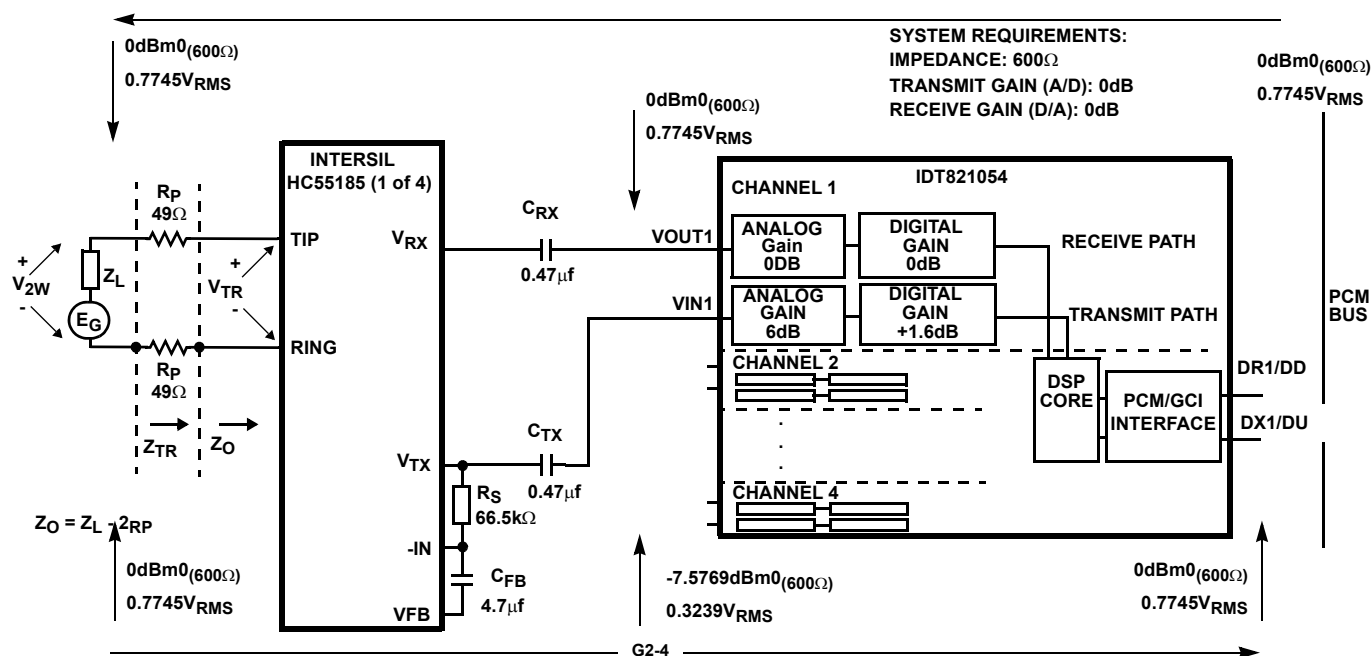 SYSTEM REQUIREMENTS:
IMPEDANCE: 600Ω
TRANSMIT GAIN (A/D): 0dB
RECEIVE GAIN (D/A): 0dB
0dBm0(600Ω)
0.7745VRMS
0dBm0(600Ω)
0.7745VRMS
0dBm0(600Ω)
0.7745VRMS
INTERSIL
HC55185 (1 of 4)
TIP
RING
VRX
VTX
-IN
VFB
RP
49Ω
+
V2W
-
ZL
EG
+
VTR
-
RP
49Ω
ZTR
ZO
ZO = ZL - 2RP
0dBm0(600Ω)
0.7745VRMS
CRX
0.47μf
CTX
0.47μf
RS
66.5kΩ
CFB
4.7μf
VOUT1
VIN1
IDT821054
CHANNEL 1
ANALOG
Gain
0DB
DIGITAL
GAIN
0dB
RECEIVE PATH
ANALOG
GAIN
6dB
DIGITAL
GAIN
+1.6dB
TRANSMIT PATH
CHANNEL 2
.
.
.
CHANNEL 4
DSP
CORE
PCM/GCI
INTERFACE
PCM
BUS
DR1/DD
DX1/DU
-7.5769dBm0(600Ω)
0.3239VRMS
0dBm0(600Ω)
0.7745VRMS
G2-4